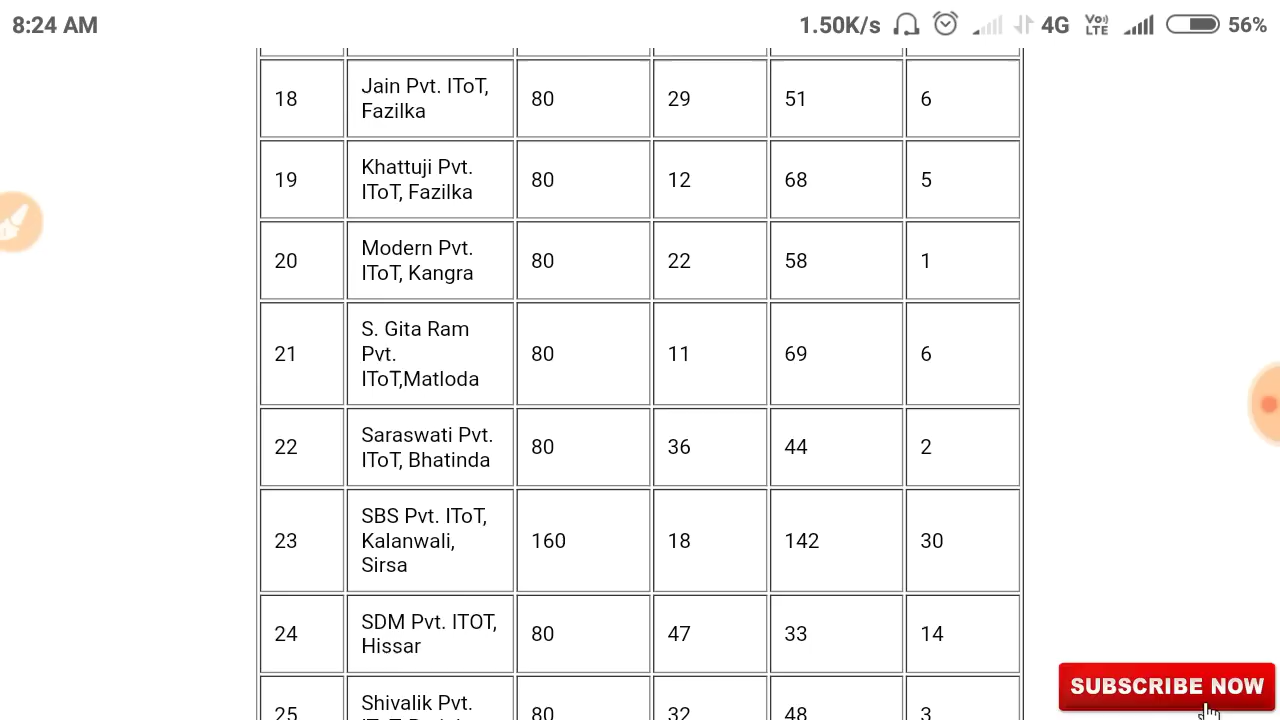 8:24 AM 1.50K/s 4G Vo)) LTE 56%
18 Jain Pvt. IToT, Fazilka 80 29 51 6
19 Khattuji Pvt. IToT, Fazilka 80 12 68 5
20 Modern Pvt. IToT, Kangra 80 22 58 1
21 S. Gita Ram Pvt. IToT,Matloda 80 11 69 6
22 Saraswati Pvt. IToT, Bhatinda 80 36 44 2
23 SBS Pvt. IToT, Kalanwali, Sirsa 160 18 142 30
24 SDM Pvt. ITOT, Hissar 80 47 33 14
25 Shivalik Pvt. 80 32 48 3
SUBSCRIBE NOW